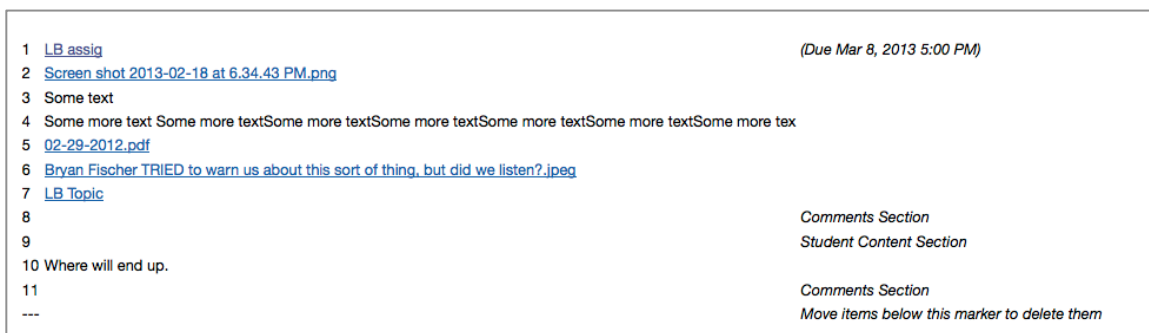 1 LB assig (Due Mar 8, 2013 5:00 PM)
2 Screen shot 2013-02-18 at 6.34.43 PM.png
3 Some text
4 Some more text Some more textSome more textSome more textSome more textSome more textSome more tex
5 02-29-2012.pdf
6 Bryan Fischer TRIED to warn us about this sort of thing, but did we listen?.jpeg
7 LB Topic
8 Comments Section
9 Student Content Section
10 Where will end up.
11 Comments Section
--- Move items below this marker to delete them